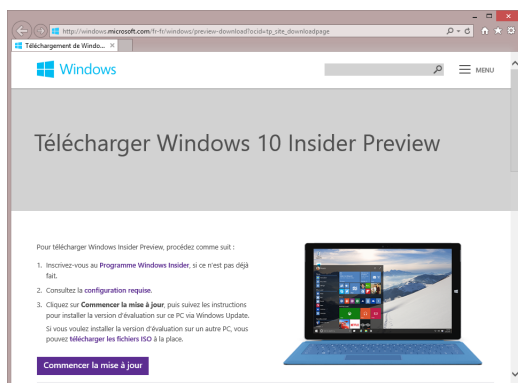 http://windows.microsoft.com/fr-fr/windows/preview-download?ocid=tp_site_downloadpage
Téléchargement de Windo...
Windows
MENU
Télécharger Windows 10 Insider Preview
Pour télécharger Windows Insider Preview, procédez comme suit :
1. Inscrivez-vous au Programme Windows Insider, si ce n'est pas déjà
fait.
2. Consultez la configuration requise.
3. Cliquez sur Commencer la mise à jour, puis suivez les instructions
pour installer la version d'évaluation sur ce PC via Windows Update.
Si vous voulez installer la version d'évaluation sur un autre PC, vous
pouvez télécharger les fichiers ISO à la place.
Commencer la mise à jour